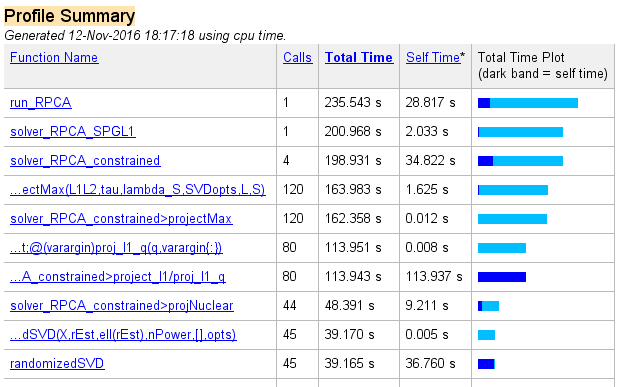 Profile Summary
Generated 12-Nov-2016 18:17:18 using cpu time.
Function Name Calls Total Time Self Time* Total Time Plot
(dark band = self time)
run_RPCA 1 235.543 s 28.817 s
solver_RPCA_SPGL1 1 200.968 s 2.033 s
solver_RPCA_constrained 4 198.931 s 34.822 s
...ectMax(L1L2,tau,lambda_S,SVDopts,L,S) 120 163.983 s 1.625 s
solver_RPCA_constrained>projectMax 120 162.358 s 0.012 s
...t;@(varargin)proj_l1_q(q,varargin{:}) 80 113.951 s 0.008 s
...A_constrained>project_l1/proj_l1_q 80 113.943 s 113.937 s
solver_RPCA_constrained>projNuclear 44 48.391 s 9.211 s
...dSVD(X,rEst,ell(rEst),nPower,[],opts) 45 39.170 s 0.005 s
randomizedSVD 45 39.165 s 36.760 s